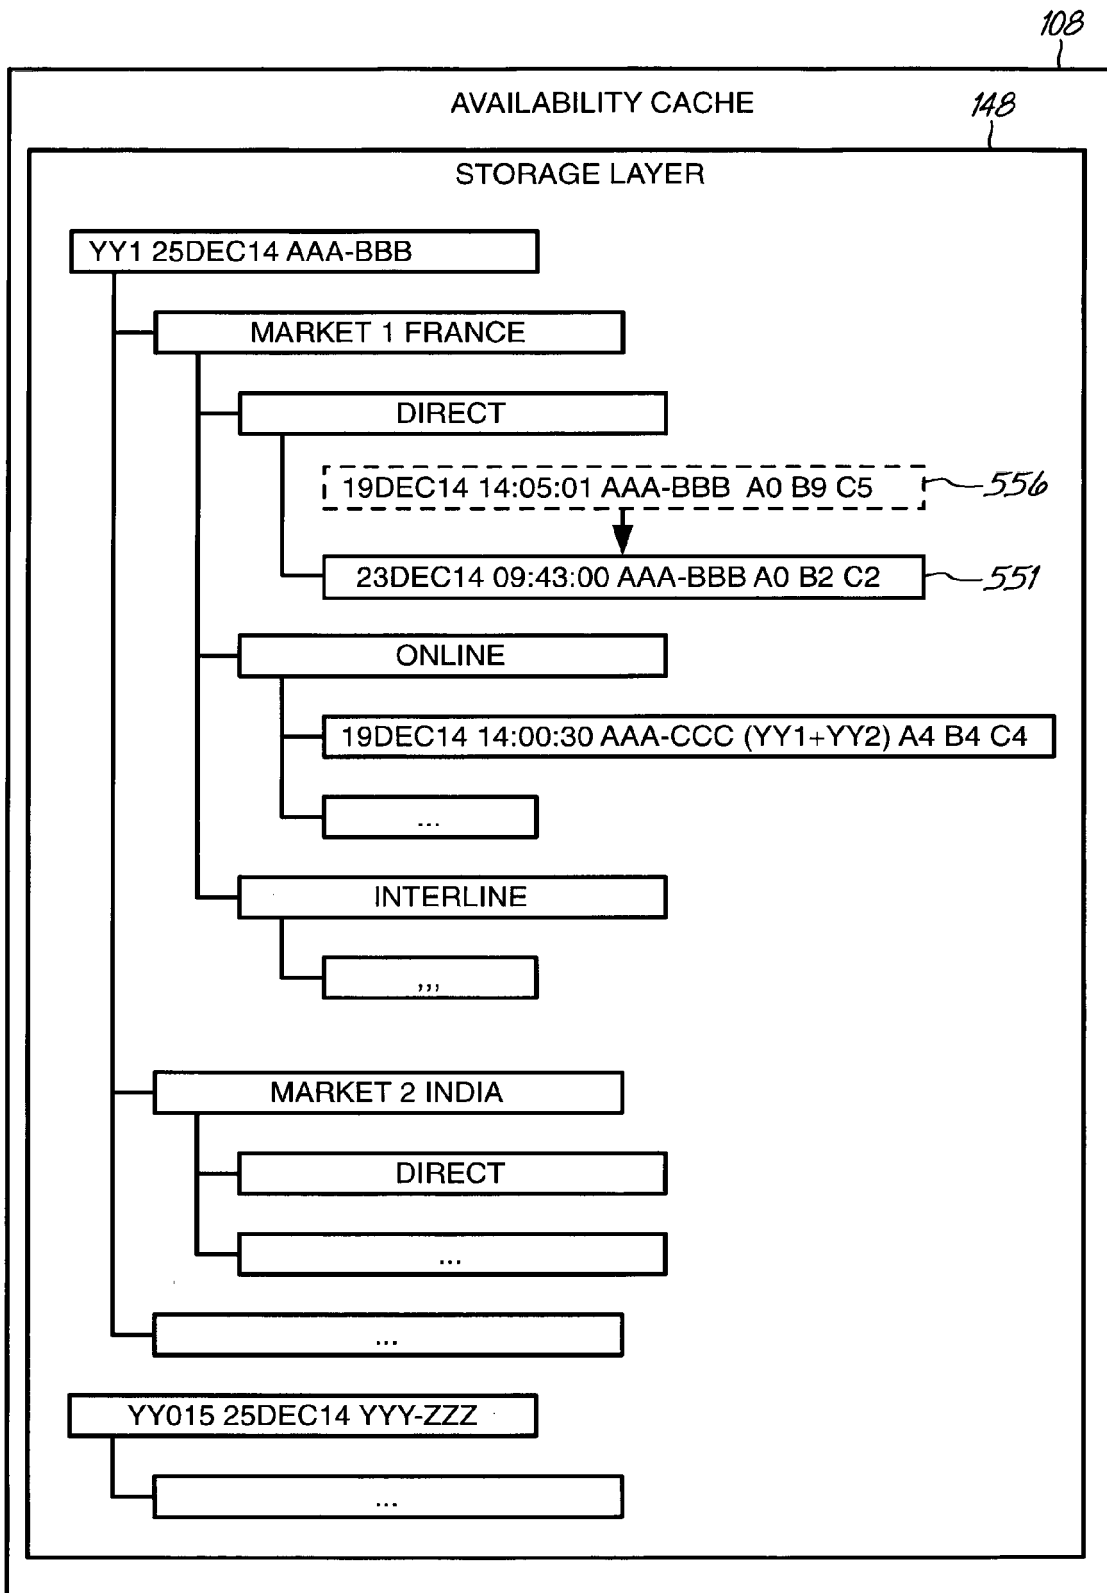 108
AVAILABILITY CACHE
148
STORAGE LAYER
YY1 25DEC14 AAA-BBB
MARKET 1 FRANCE
DIRECT
19DEC14 14:05:01 AAA-BBB A0 B9 C5
556
23DEC14 09:43:00 AAA-BBB A0 B2 C2
551
ONLINE
19DEC14 14:00:30 AAA-CCC (YY1+YY2) A4 B4 C4
...
INTERLINE
,,,
MARKET 2 INDIA
DIRECT
...
...
YY015 25DEC14 YYY-ZZZ
...